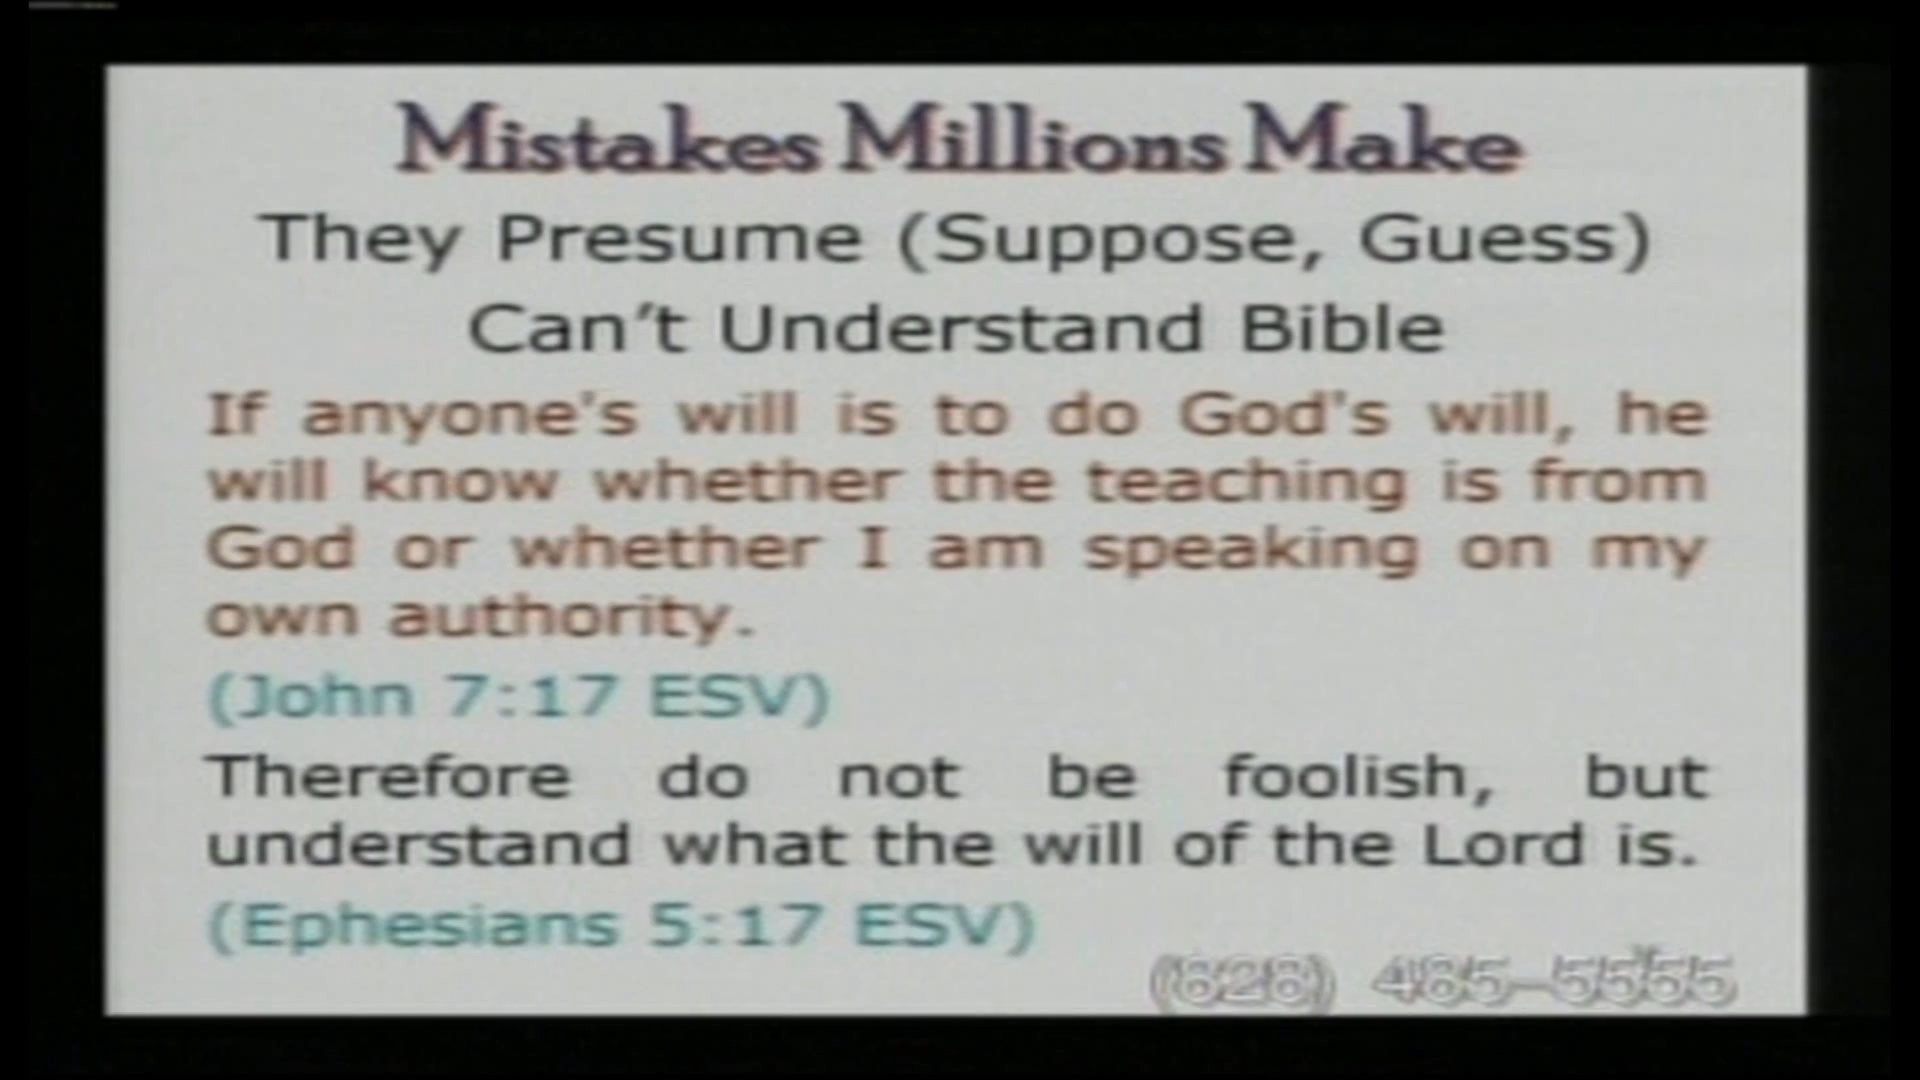 Mistakes Millions Make
They Presume (Suppose, Guess)
Can't Understand Bible
If anyone's will is to do God's will, he
will know whether the teaching is from
God or whether I am speaking on my
own authority.
(John 7:17 ESV)
Therefore do not be foolish, but
understand what the will of the Lord is.
(Ephesians 5:17 ESV)
(828) 485-5555